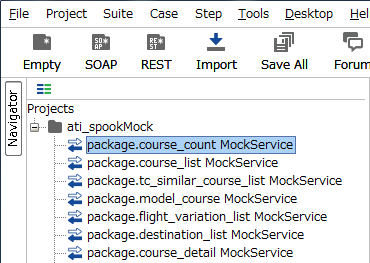 File Project Suite Case Step Tools Desktop Help
Empty SOAP REST Import Save All Forum
Navigator
Projects
ati_spookMock
package.course_count MockService
package.course_list MockService
package.tc_similar_course_list MockService
package.model_course MockService
package.flight_variation_list MockService
package.destination_list MockService
package.course_detail MockService